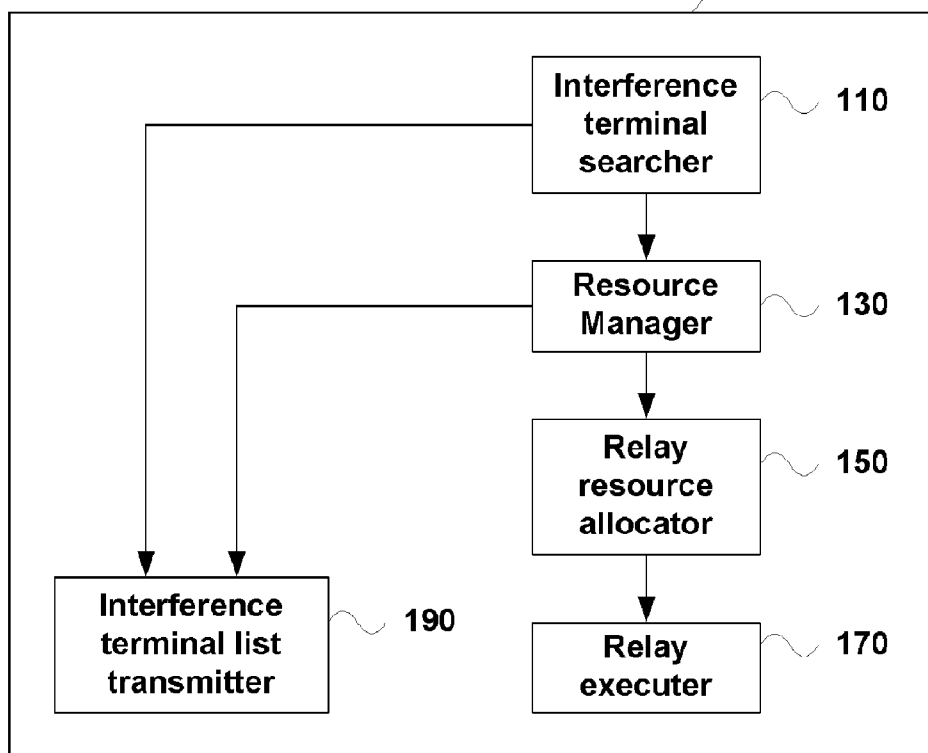 Interference
terminal
searcher
110
Resource
Manager
130
Relay
resource
allocator
150
Interference
terminal list
transmitter
190
Relay
executer
170